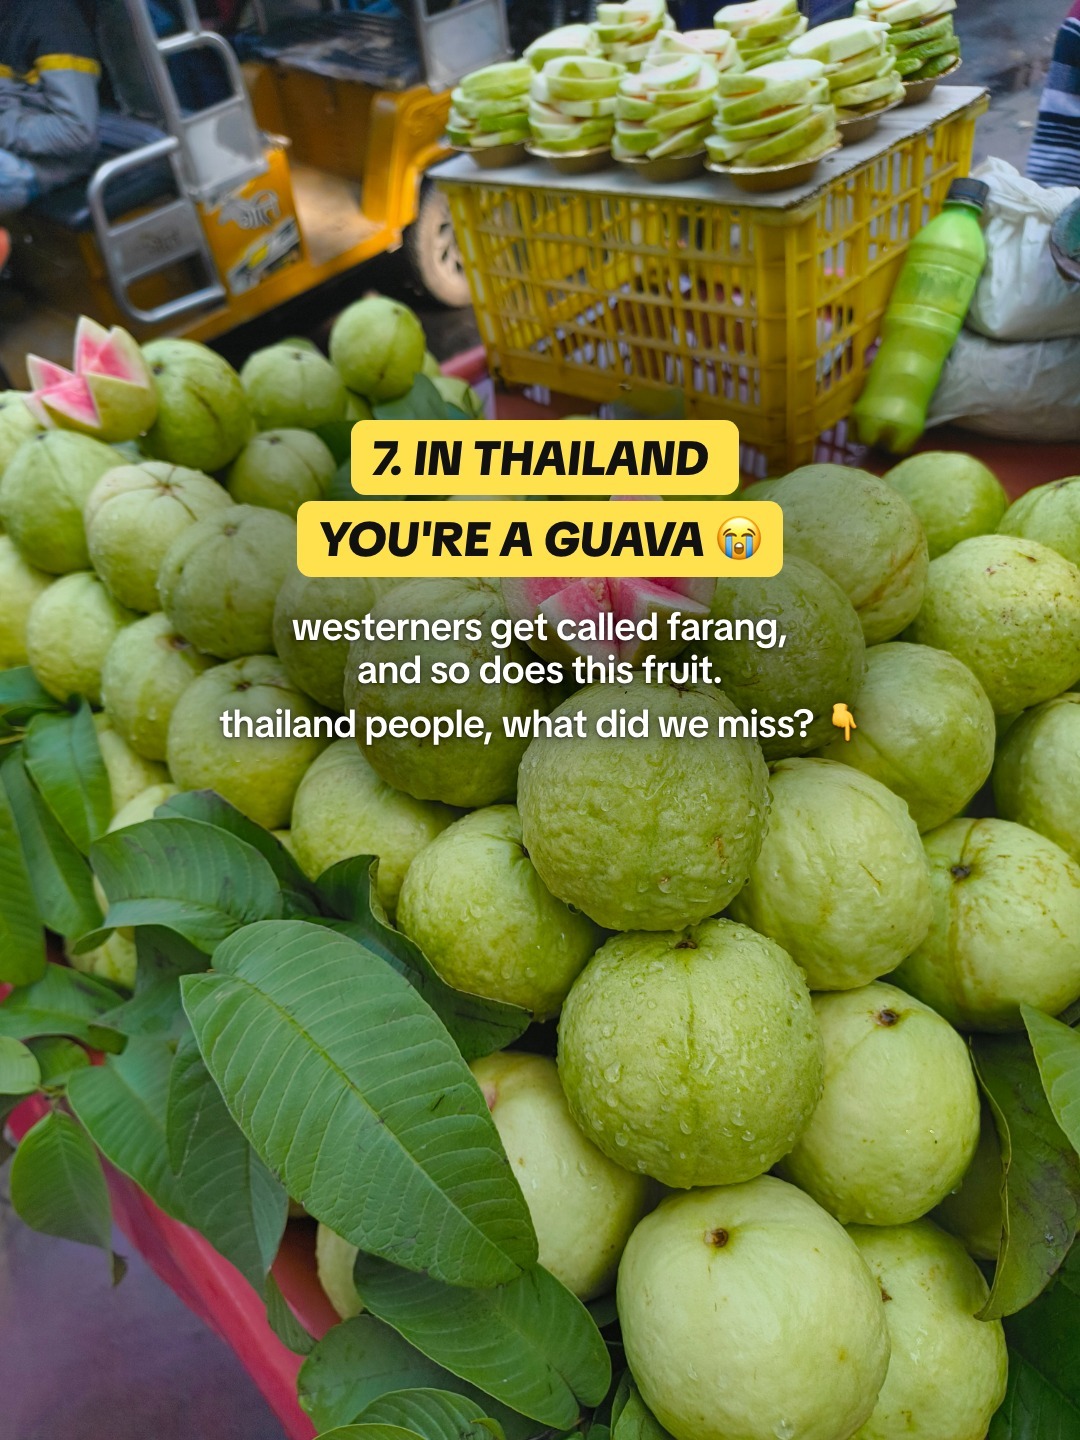 7. IN THAILAND
YOU'RE A GUAVA 😭
westerners get called farang,
and so does this fruit.
thailand people, what did we miss? 👇